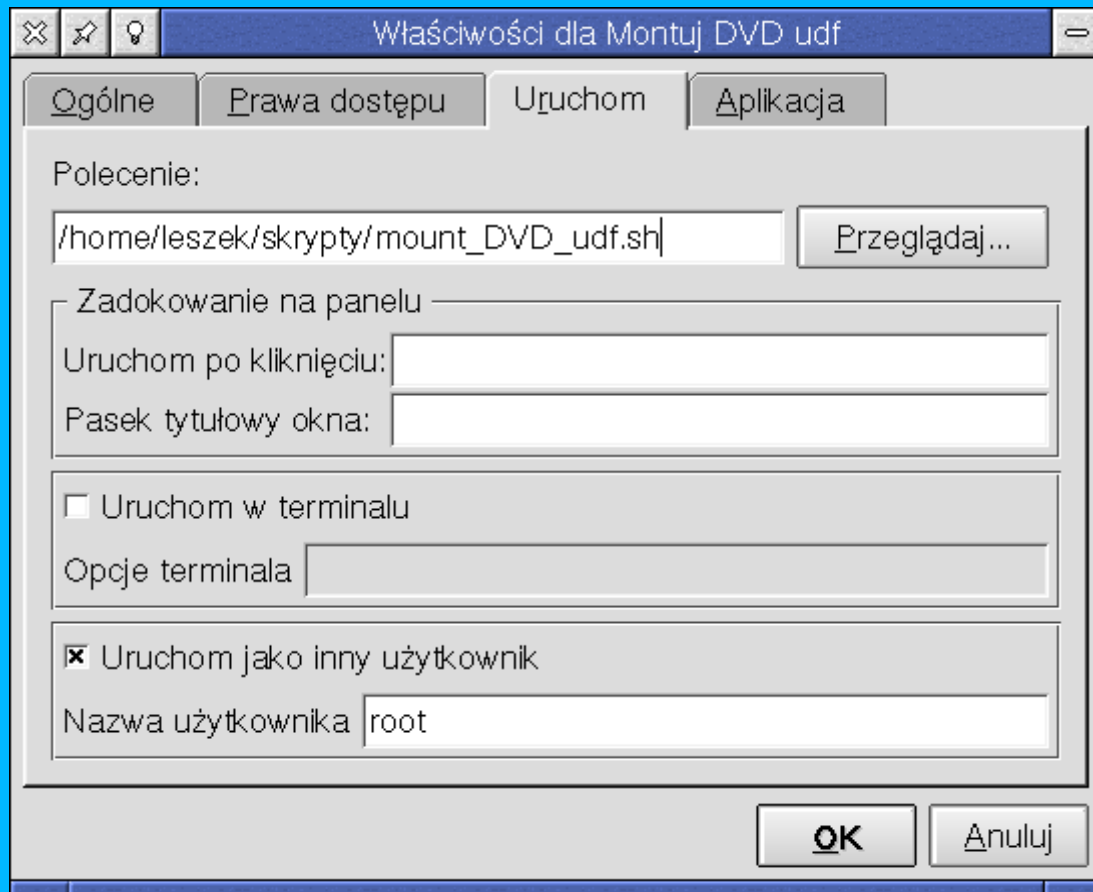 Właściwości dla Montuj DVD udf
Ogólne Prawa dostępu Uruchom Aplikacja
Polecenie:
/home/leszek/skrypty/mount_DVD_udf.sh Przeglądaj...
Zadokowanie na panelu
Uruchom po kliknięciu:
Pasek tytułowy okna:
Uruchom w terminalu
Opcje terminala
Uruchom jako inny użytkownik
Nazwa użytkownika root
OK Anuluj